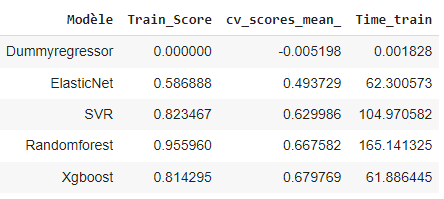 Modèle Train_Score cv_scores_mean_ Time_train
Dummyregressor 0.000000 -0.005198 0.001828
ElasticNet 0.586888 0.493729 62.300573
SVR 0.823467 0.629986 104.970582
Randomforest 0.955960 0.667582 165.141325
Xgboost 0.814295 0.679769 61.886445